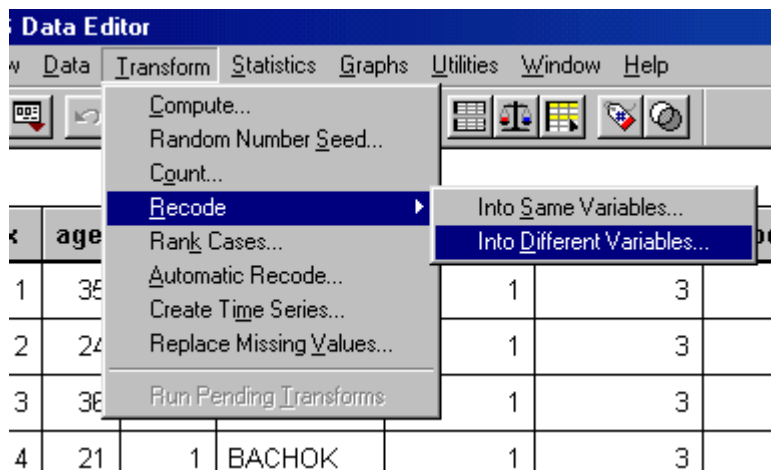 Data Editor
Data Transform Statistics Graphs Utilities Window Help
Compute...
Random Number Seed...
Count...
Recode
Into Same Variables...
age
Rank Cases...
Into Different Variables...
1 Automatic Recode... 1 3
Create Time Series...
2 Replace Missing Values... 1 3
3 Run Pending Transforms 1 3
4 21 1 BACHOK 1 3